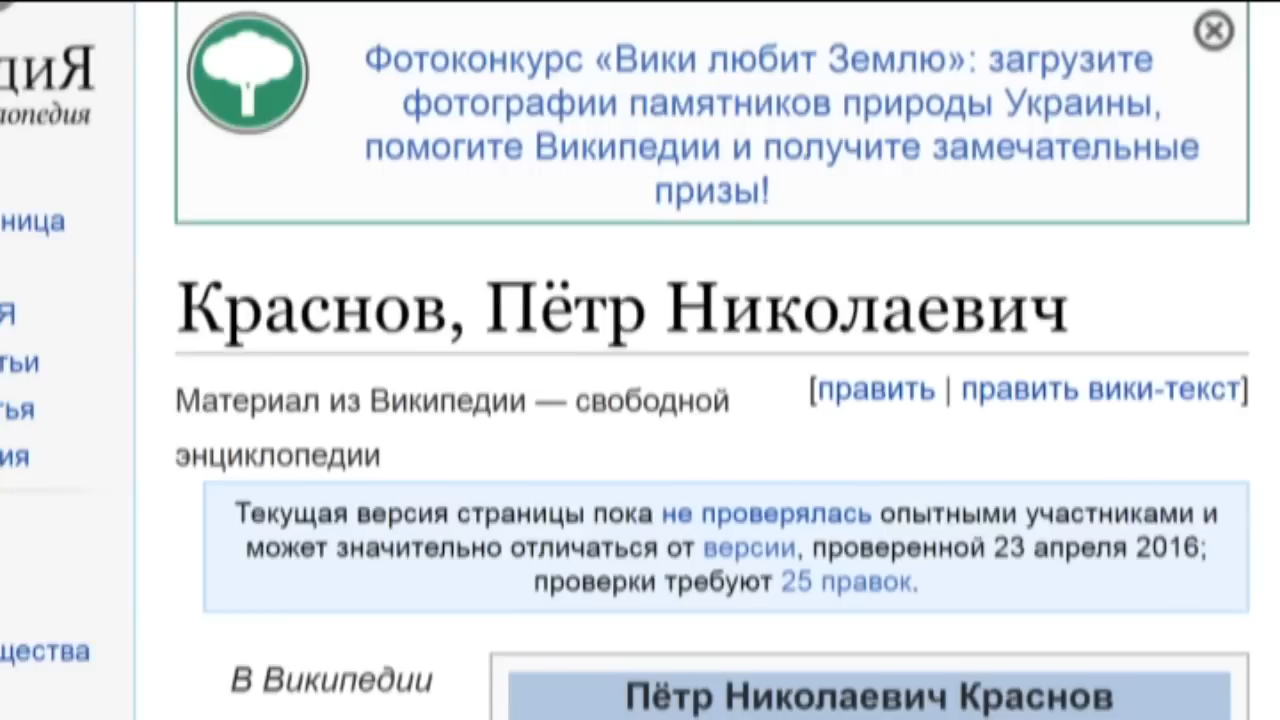 диЯ
лопедия
ница
Я
тьи
тья
ия
щества
Фотоконкурс «Вики любит Землю»: загрузите
фотографии памятников природы Украины,
помогите Википедии и получите замечательные
призы!
Краснов, Пётр Николаевич
[править | править вики-текст]
Материал из Википедии — свободной
энциклопедии
Текущая версия страницы пока не проверялась опытными участниками и
может значительно отличаться от версии, проверенной 23 апреля 2016;
проверки требуют 25 правок.
В Википедии
Пётр Николаевич Краснов